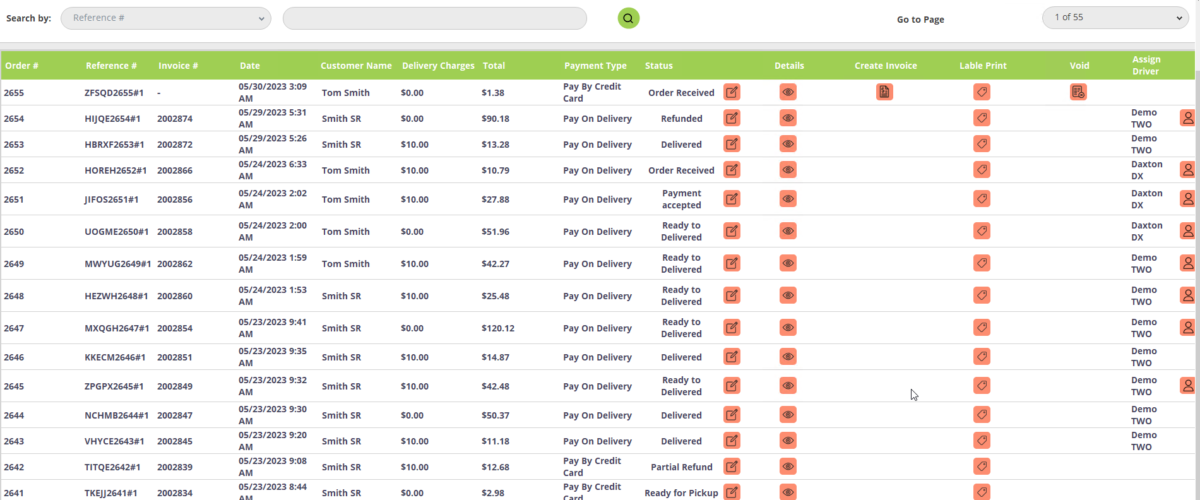 Search by: Reference # Go to Page 1 of 55
Order # Reference # Invoice # Date Customer Name Delivery Charges Total Payment Type Status Details Create Invoice Lable Print Void Assign Driver
2655 ZFSQD2655#1 - 05/30/2023 3:09 AM Tom Smith $0.00 $1.38 Pay By Credit Card Order Received
2654 HIJQE2654#1 2002874 05/29/2023 5:31 AM Smith SR $0.00 $90.18 Pay On Delivery Refunded Demo TWO
2653 HBRXF2653#1 2002872 05/29/2023 5:26 AM Smith SR $10.00 $13.28 Pay On Delivery Delivered Demo TWO
2652 HOREH2652#1 2002866 05/24/2023 6:33 AM Tom Smith $10.00 $10.79 Pay On Delivery Order Received Daxton DX
2651 JIFOS2651#1 2002856 05/24/2023 2:02 AM Tom Smith $10.00 $27.88 Pay On Delivery Payment accepted Daxton DX
2650 UOGME2650#1 2002858 05/24/2023 2:00 AM Tom Smith $0.00 $51.96 Pay On Delivery Ready to Delivered Daxton DX
2649 MWYUG2649#1 2002862 05/24/2023 1:59 AM Tom Smith $10.00 $42.27 Pay On Delivery Ready to Delivered Demo TWO
2648 HEZWH2648#1 2002860 05/24/2023 1:53 AM Smith SR $10.00 $25.48 Pay On Delivery Ready to Delivered Demo TWO
2647 MXQGH2647#1 2002854 05/23/2023 9:41 AM Smith SR $0.00 $120.12 Pay On Delivery Ready to Delivered Demo TWO
2646 KKECM2646#1 2002851 05/23/2023 9:35 AM Smith SR $10.00 $14.87 Pay On Delivery Delivered Demo TWO
2645 ZPGPX2645#1 2002849 05/23/2023 9:32 AM Smith SR $10.00 $42.48 Pay On Delivery Ready to Delivered Demo TWO
2644 NCHMB2644#1 2002847 05/23/2023 9:30 AM Smith SR $0.00 $50.37 Pay On Delivery Delivered Demo TWO
2643 VHYCE2643#1 2002845 05/23/2023 9:20 AM Smith SR $10.00 $11.18 Pay On Delivery Delivered Demo TWO
2642 TITQE2642#1 2002839 05/23/2023 9:08 AM Smith SR $10.00 $12.68 Pay By Credit Card Partial Refund
2641 TKEJJ2641#1 2002834 05/23/2023 8:44 AM Smith SR $0.00 $2.98 Pay By Credit Card Ready for Pickup